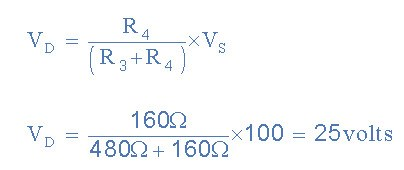 V_D = R_4 / (R_3+R_4) ×V_S
V_D = 160Ω / 480Ω + 160Ω ×100 = 25volts